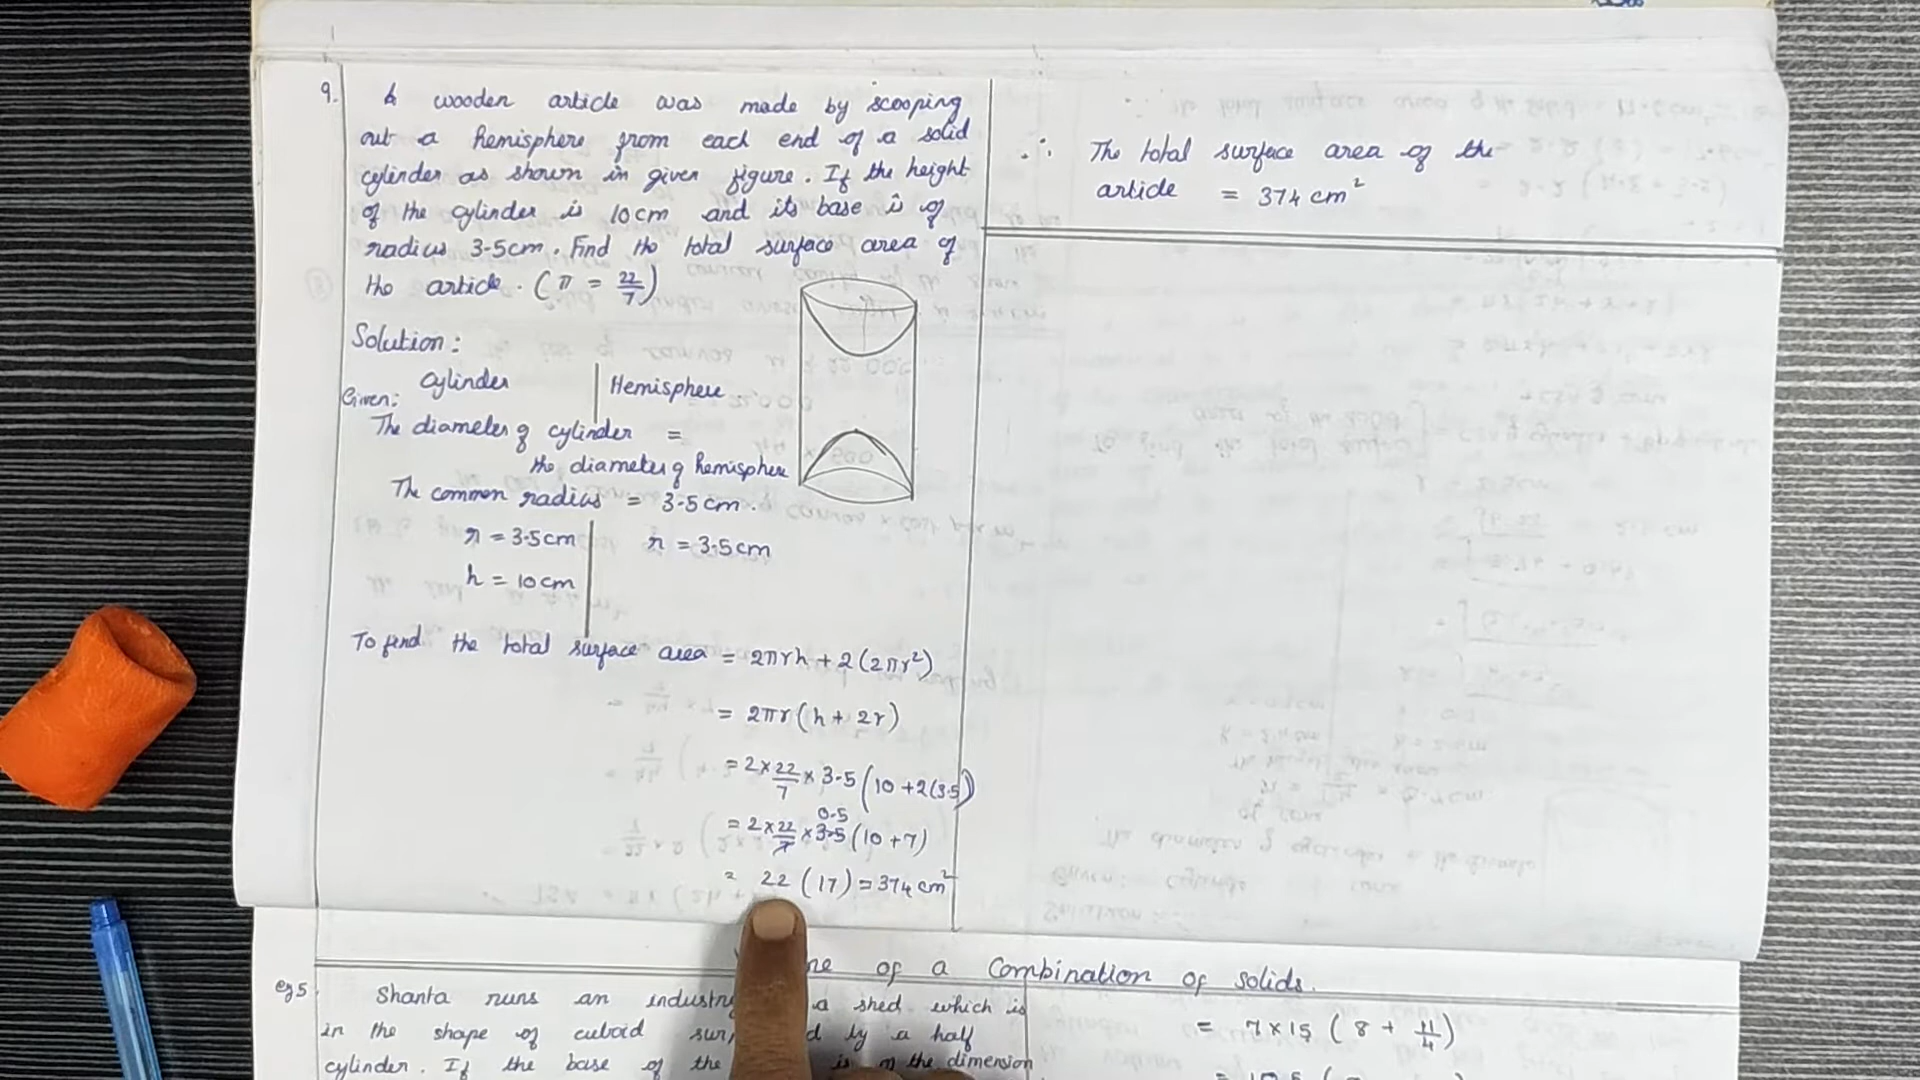 9. A wooden article was made by scooping
out a hemisphere from each end of a solid
cylinder as shown in given figure. If the height
of the cylinder is 10cm and its base is of
radius 3.5cm. Find the total surface area of
the article. (π = 22/7)
Solution:
Cylinder | Hemisphere
Given:
The diameter of cylinder =
the diameter of hemisphere
The common radius = 3.5cm.
r = 3.5cm | r = 3.5cm
h = 10cm
To find the total surface area = 2πrh + 2(2πr²)
= 2πr(h + 2r)
= 2 × 22/7 × 3.5 (10 + 2(3.5))
0.5
= 2 × 22/7 × 3.5 (10 + 7)
= 22 (17) = 374 cm²
∴ The total surface area of the
article = 374 cm²
of a Combination of solids.
eg 5. Shanta runs an industry a shed which is
in the shape of cuboid by a half
cylinder. If the base of the is of the dimension
= 7 × 15 (8 + 11/4)